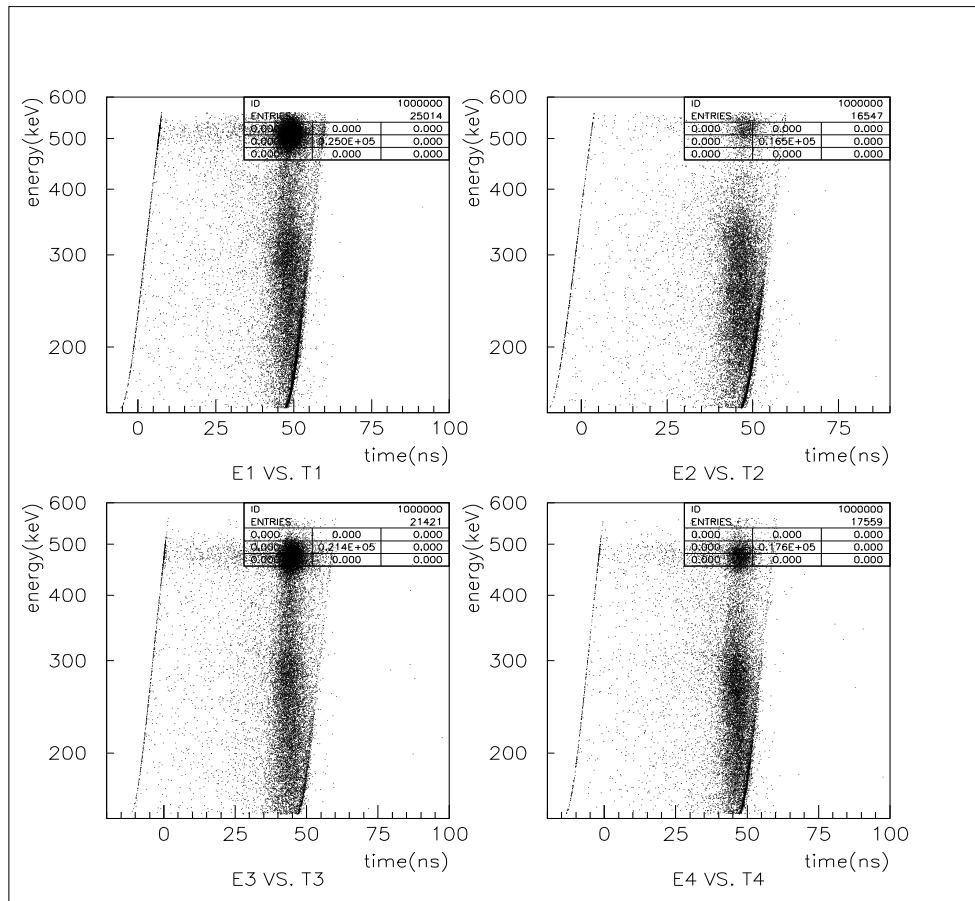 energy(keV)
600
500
400
300
200
ID 1000000
ENTRIES 25014
0.000 0.000 0.000
0.000 0.250E+05 0.000
0.000 0.000 0.000
0 25 50 75 100
time(ns)
E1 VS. T1
energy(keV)
600
500
400
300
200
ID 1000000
ENTRIES 16547
0.000 0.000 0.000
0.000 0.165E+05 0.000
0.000 0.000 0.000
0 25 50 75
time(ns)
E2 VS. T2
energy(keV)
600
500
400
300
200
ID 1000000
ENTRIES 21421
0.000 0.000 0.000
0.000 0.214E+05 0.000
0.000 0.000 0.000
0 25 50 75 100
time(ns)
E3 VS. T3
energy(keV)
600
500
400
300
200
ID 1000000
ENTRIES 17559
0.000 0.000 0.000
0.000 0.176E+05 0.000
0.000 0.000 0.000
0 25 50 75 100
time(ns)
E4 VS. T4